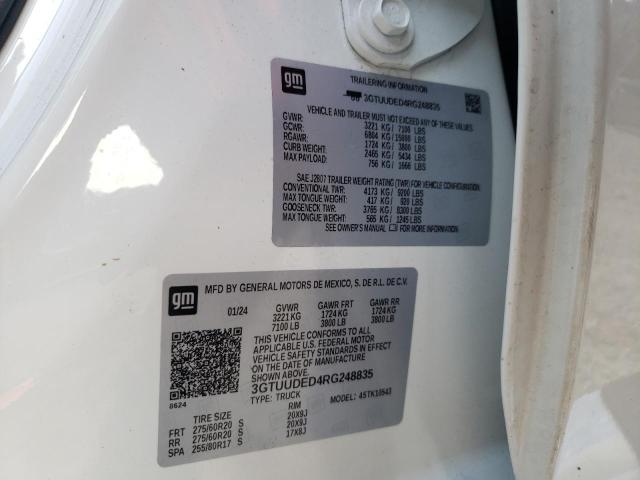 gm
TRAILERING INFORMATION
3GTUUDED4RG248835
VEHICLE AND TRAILER MUST NOT EXCEED ANY OF THESE VALUES
GVWR: 3221 KG / 7100 LBS
GCWR: 6804 KG / 15000 LBS
RGAWR: 1724 KG / 3800 LBS
CURB WEIGHT: 2465 KG / 5434 LBS
MAX PAYLOAD: 756 KG / 1666 LBS
SAE J2807 TRAILER WEIGHT RATING (TWR) FOR VEHICLE CONFIGURATION:
CONVENTIONAL TWR: 4173 KG / 9200 LBS
MAX TONGUE WEIGHT: 417 KG / 920 LBS
GOOSENECK TWR: 3765 KG / 8300 LBS
MAX TONGUE WEIGHT: 565 KG / 1245 LBS
SEE OWNER'S MANUAL FOR MORE INFORMATION
gm
MFD BY GENERAL MOTORS DE MEXICO, S. DE R.L. DE C.V.
01/24 GVWR GAWR FRT GAWR RR
3221 KG 1724 KG 1724 KG
7100 LB 3800 LB 3800 LB
THIS VEHICLE CONFORMS TO ALL
APPLICABLE U.S. FEDERAL MOTOR
VEHICLE SAFETY STANDARDS IN EFFECT
ON THE DATE OF MANUFACTURE
SHOWN ABOVE.
3GTUUDED4RG248835
TYPE: TRUCK MODEL: 4STK10543
8624
TIRE SIZE RIM
FRT 275/60R20 S 20X9J
RR 275/60R20 S 20X9J
SPA 255/80R17 S 17X8J